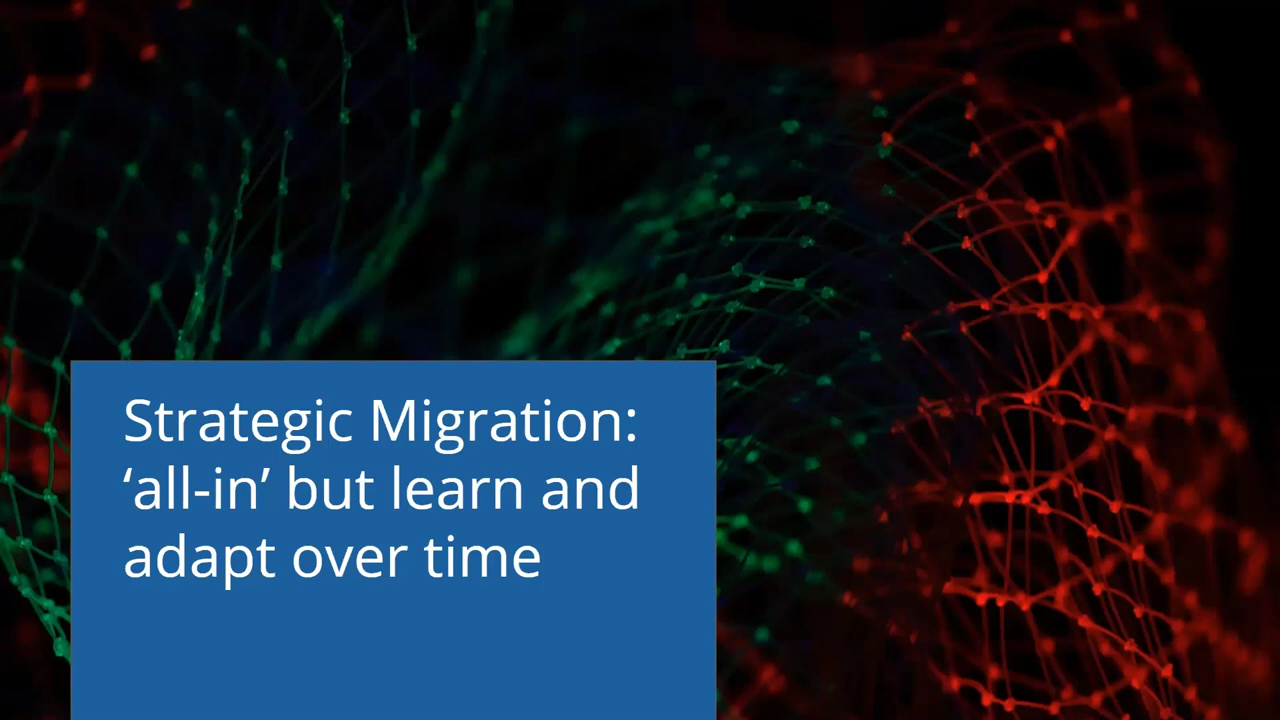 Strategic Migration:
‘all-in’ but learn and
adapt over time